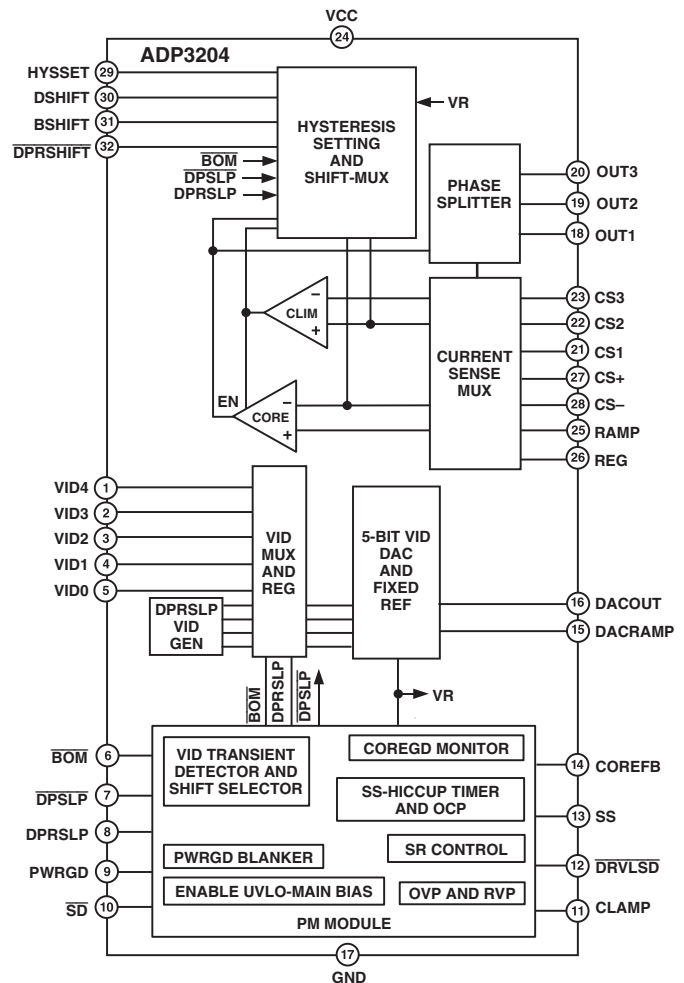 VCC
24
ADP3204
HYSSET 29
DSHIFT 30
BSHIFT 31
DPRSHIFT 32
HYSTERESIS
SETTING
AND
SHIFT-MUX
VR
BOM
DPSLP
DPRSLP
PHASE
SPLITTER
20 OUT3
19 OUT2
18 OUT1
–
CLIM
+
EN
–
CORE
+
CURRENT
SENSE
MUX
23 CS3
22 CS2
21 CS1
27 CS+
28 CS–
25 RAMP
26 REG
VID4 1
VID3 2
VID2 3
VID1 4
VID0 5
VID
MUX
AND
REG
5-BIT VID
DAC
AND
FIXED
REF
DPRSLP
VID
GEN
16 DACOUT
15 DACRAMP
BOM
DPRSLP
DPSLP
VR
BOM 6
DPSLP 7
DPRSLP 8
PWRGD 9
SD 10
VID TRANSIENT
DETECTOR AND
SHIFT SELECTOR
COREGD MONITOR
SS-HICCUP TIMER
AND OCP
PWRGD BLANKER
SR CONTROL
ENABLE UVLO-MAIN BIAS
OVP AND RVP
PM MODULE
14 COREFB
13 SS
12 DRVLSD
11 CLAMP
17
GND